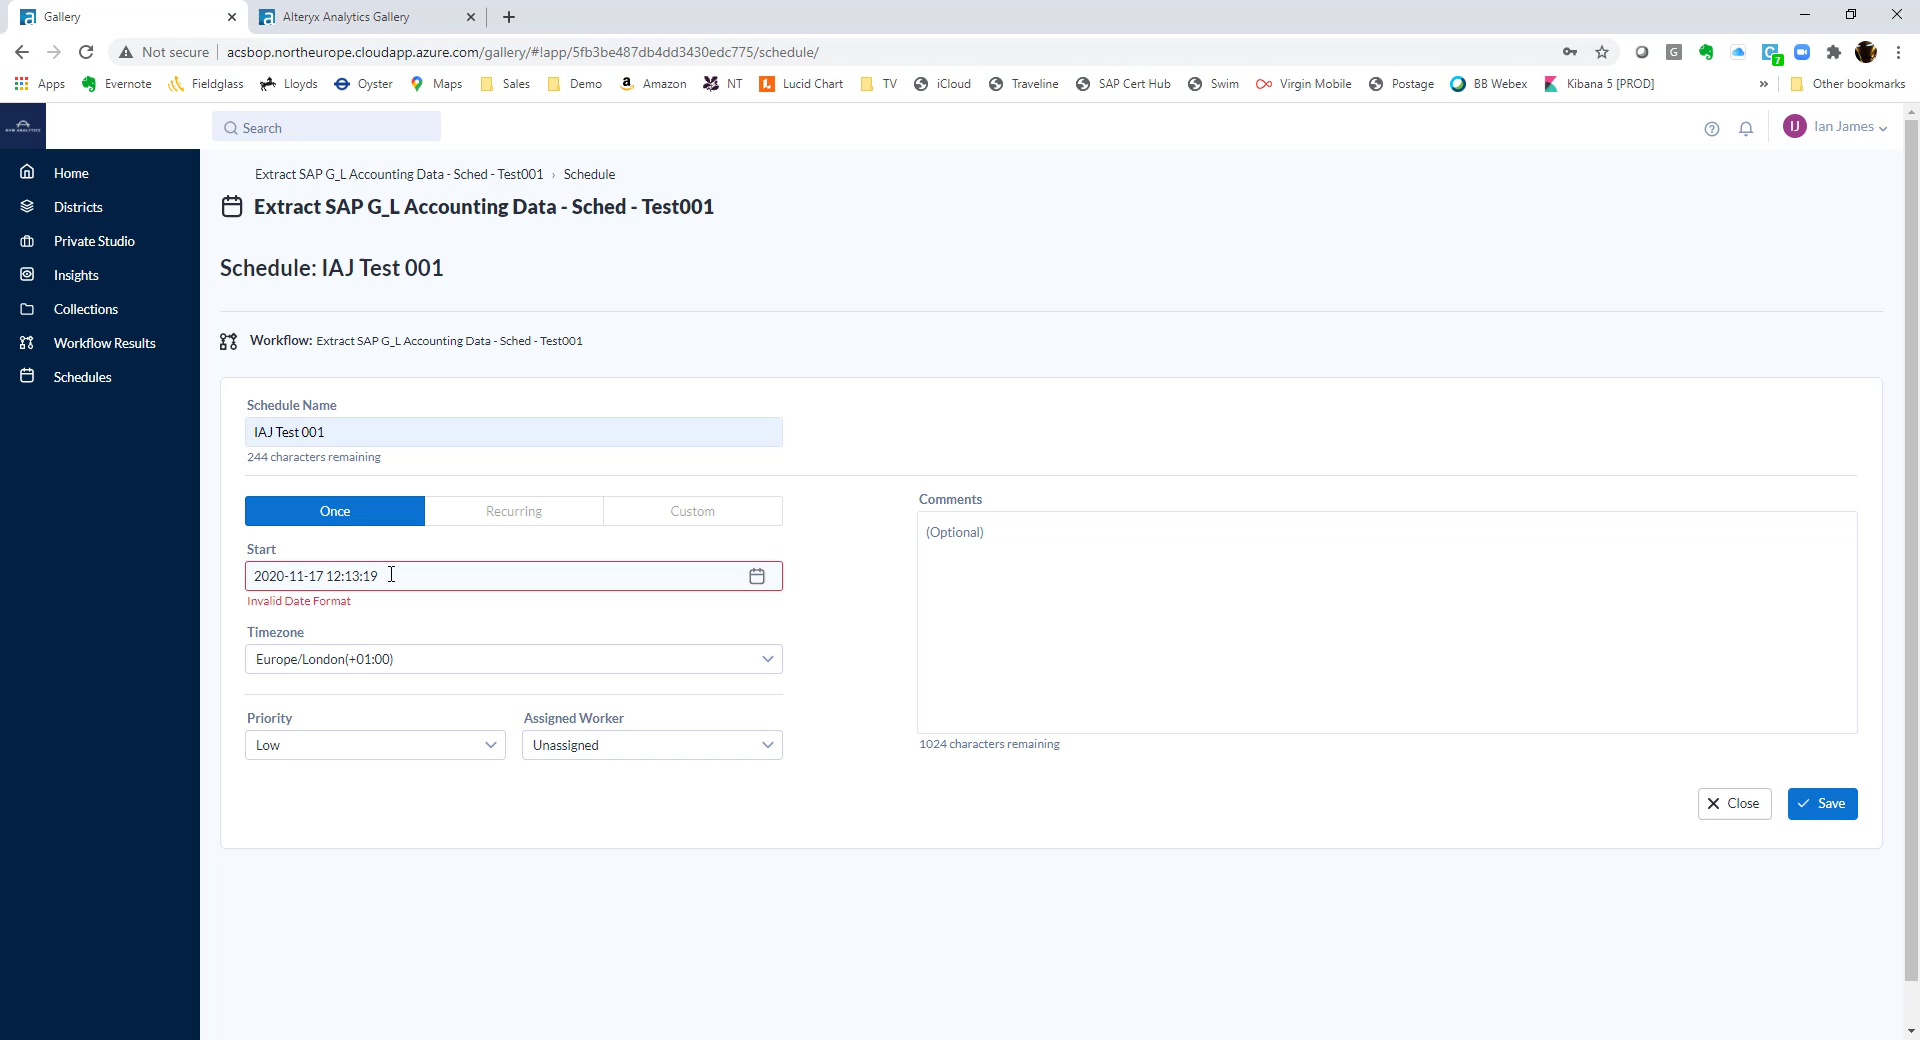 Gallery
Alteryx Analytics Gallery
Not secure
acsbop.northeurope.cloudapp.azure.com/gallery/#!app/5fb3be487db4dd3430edc775/schedule/
G
7
Apps
Evernote
Fieldglass
Lloyds
Oyster
Maps
Sales
Demo
Amazon
NT
Lucid Chart
TV
iCloud
Traveline
SAP Cert Hub
Swim
Virgin Mobile
Postage
BB Webex
Kibana 5 [PROD]
Other bookmarks
Search
IJ
Ian James
Home
Districts
Private Studio
Insights
Collections
Workflow Results
Schedules
Extract SAP G_L Accounting Data - Sched - Test001 › Schedule
Extract SAP G_L Accounting Data - Sched - Test001
Schedule: IAJ Test 001
Workflow: Extract SAP G_L Accounting Data - Sched - Test001
Schedule Name
IAJ Test 001
244 characters remaining
Once
Recurring
Custom
Start
2020-11-17 12:13:19
Invalid Date Format
Timezone
Europe/London(+01:00)
Priority
Low
Assigned Worker
Unassigned
Comments
(Optional)
1024 characters remaining
Close
Save